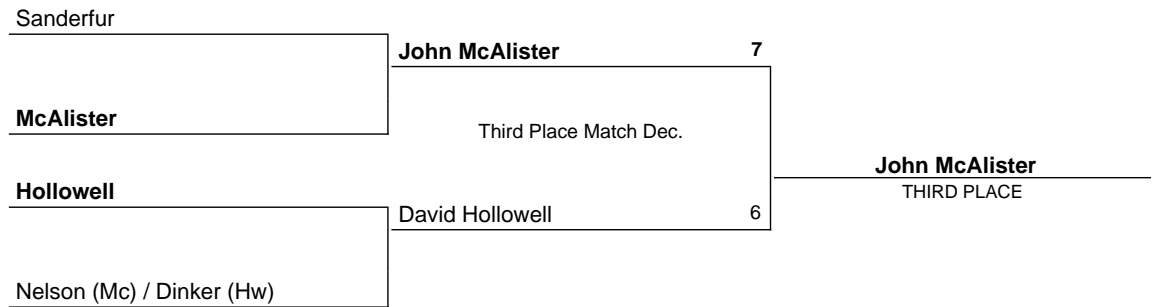 Sanderfur
John McAlister 7
McAlister
Third Place Match Dec.
John McAlister
THIRD PLACE
Hollowell
David Hollowell 6
Nelson (Mc) / Dinker (Hw)